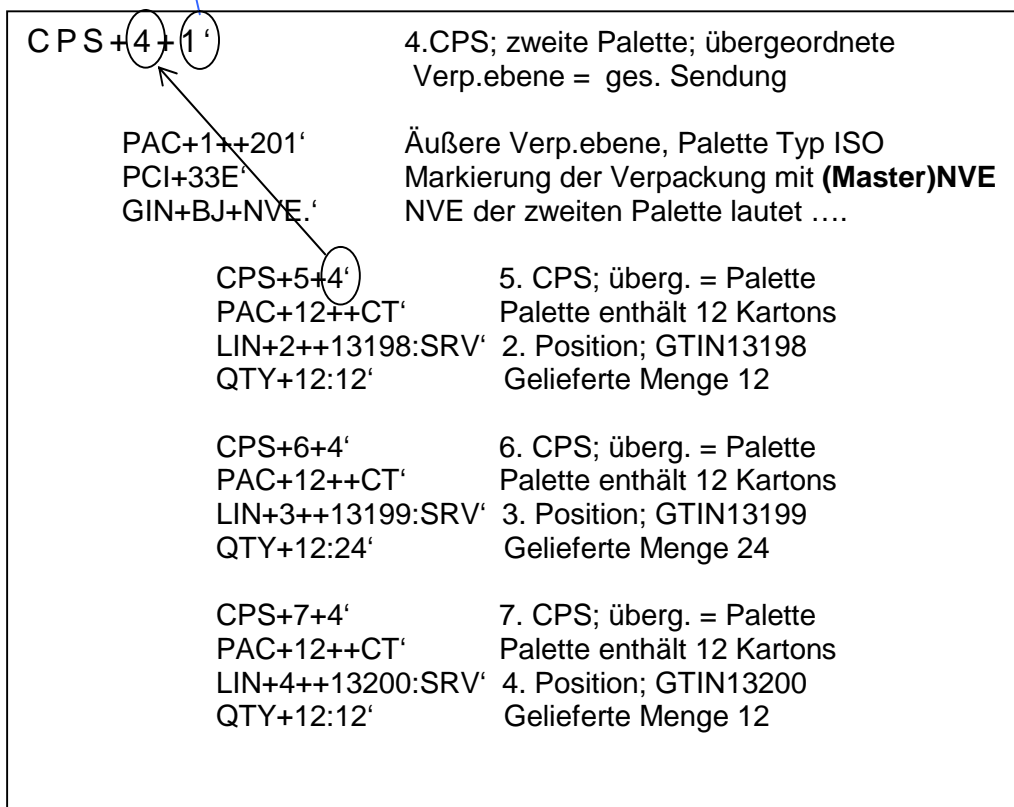 CPS+4+1‘ 4.CPS; zweite Palette; übergeordnete
Verp.ebene = ges. Sendung
PAC+1++201‘ Äußere Verp.ebene, Palette Typ ISO
PCI+33E‘ Markierung der Verpackung mit (Master)NVE
GIN+BJ+NVE.‘ NVE der zweiten Palette lautet ….
CPS+5+4‘ 5. CPS; überg. = Palette
PAC+12++CT‘ Palette enthält 12 Kartons
LIN+2++13198:SRV‘ 2. Position; GTIN13198
QTY+12:12‘ Gelieferte Menge 12
CPS+6+4‘ 6. CPS; überg. = Palette
PAC+12++CT‘ Palette enthält 12 Kartons
LIN+3++13199:SRV‘ 3. Position; GTIN13199
QTY+12:24‘ Gelieferte Menge 24
CPS+7+4‘ 7. CPS; überg. = Palette
PAC+12++CT‘ Palette enthält 12 Kartons
LIN+4++13200:SRV‘ 4. Position; GTIN13200
QTY+12:12‘ Gelieferte Menge 12